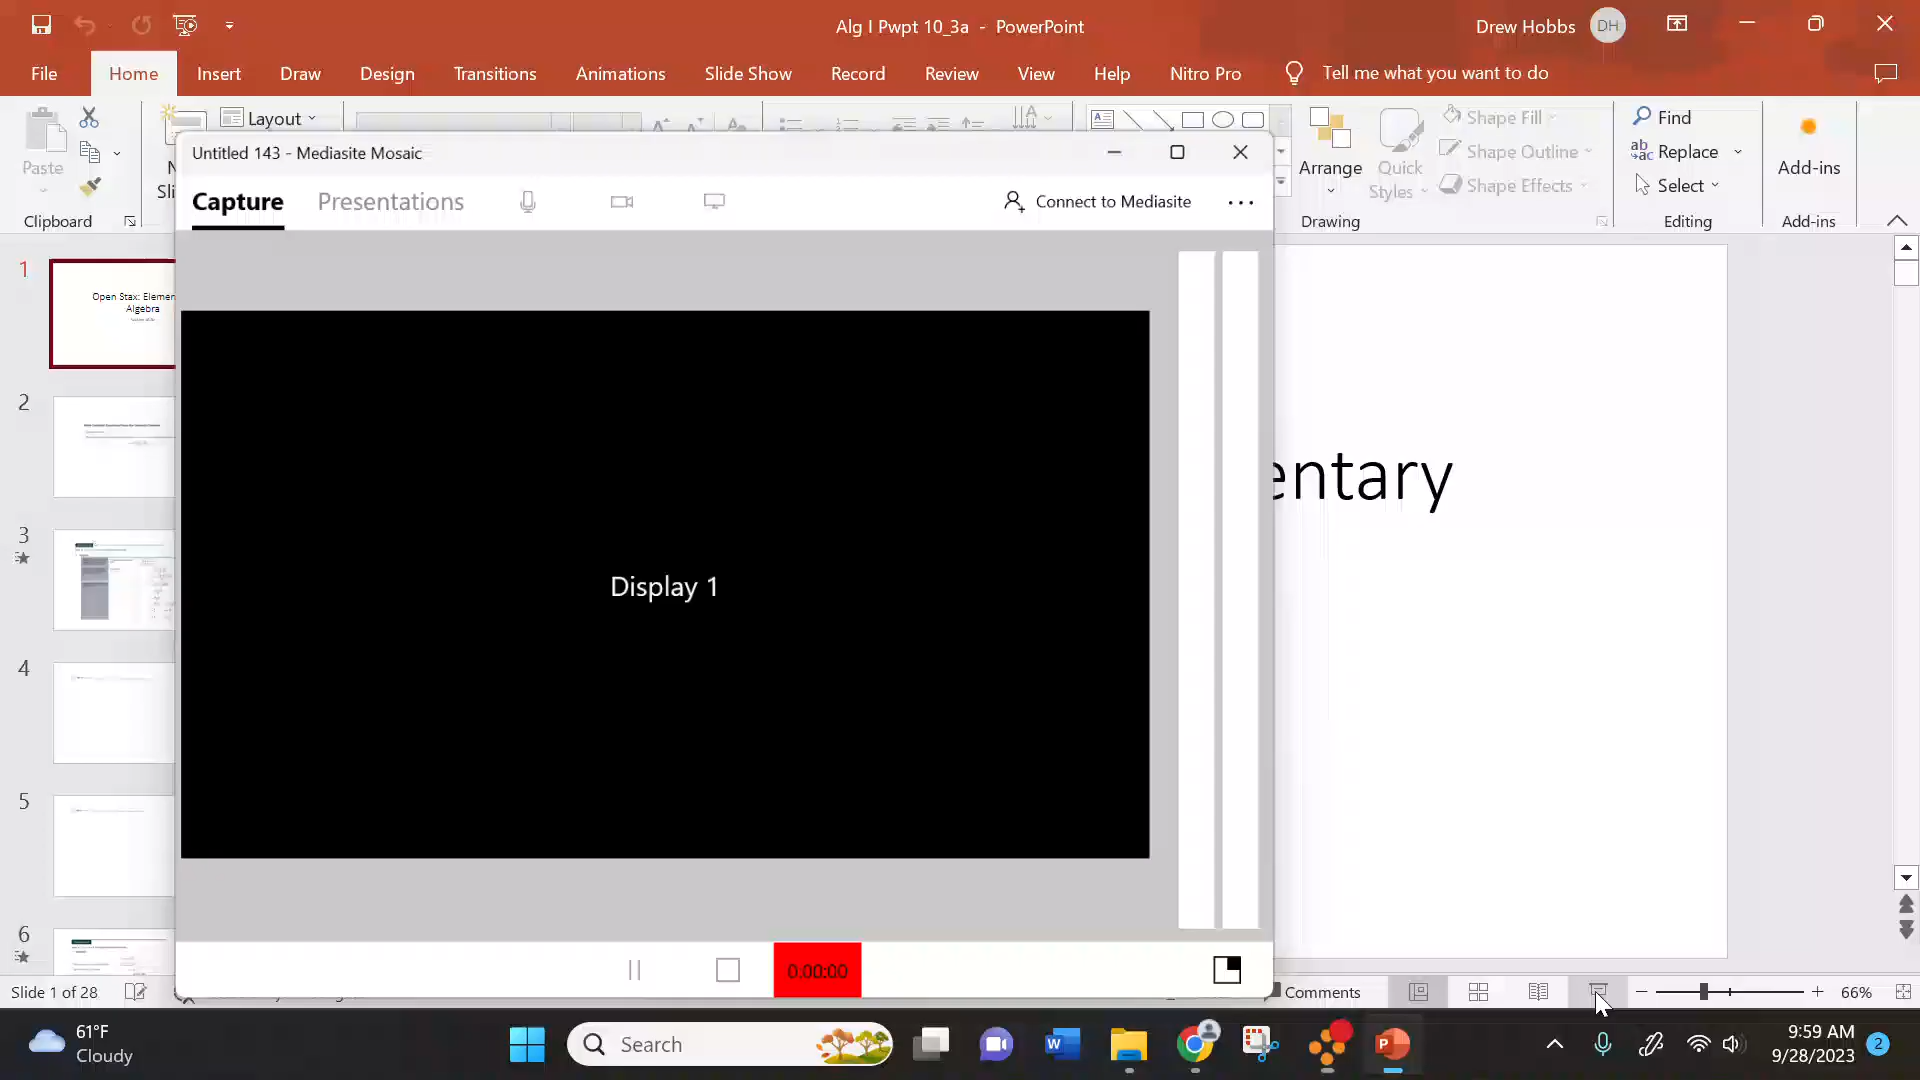 Alg I Pwpt 10_3a - PowerPoint
Drew Hobbs DH
File Home Insert Draw Design Transitions Animations Slide Show Record Review View Help Nitro Pro Tell me what you want to do
Layout
Paste
Clipboard
Arrange
Quick
Styles
Drawing
Shape Fill
Shape Outline
Shape Effects
Find
Replace
Select
Editing
Add-ins
Add-ins
Untitled 143 - Mediasite Mosaic
Capture Presentations Connect to Mediasite
Display 1
0:00:00
1
Open Stax: Elemen
Algebra
2
3
4
5
6
entary
Slide 1 of 28
Comments
66%
61°F
Cloudy
Search
9:59 AM
9/28/2023
2